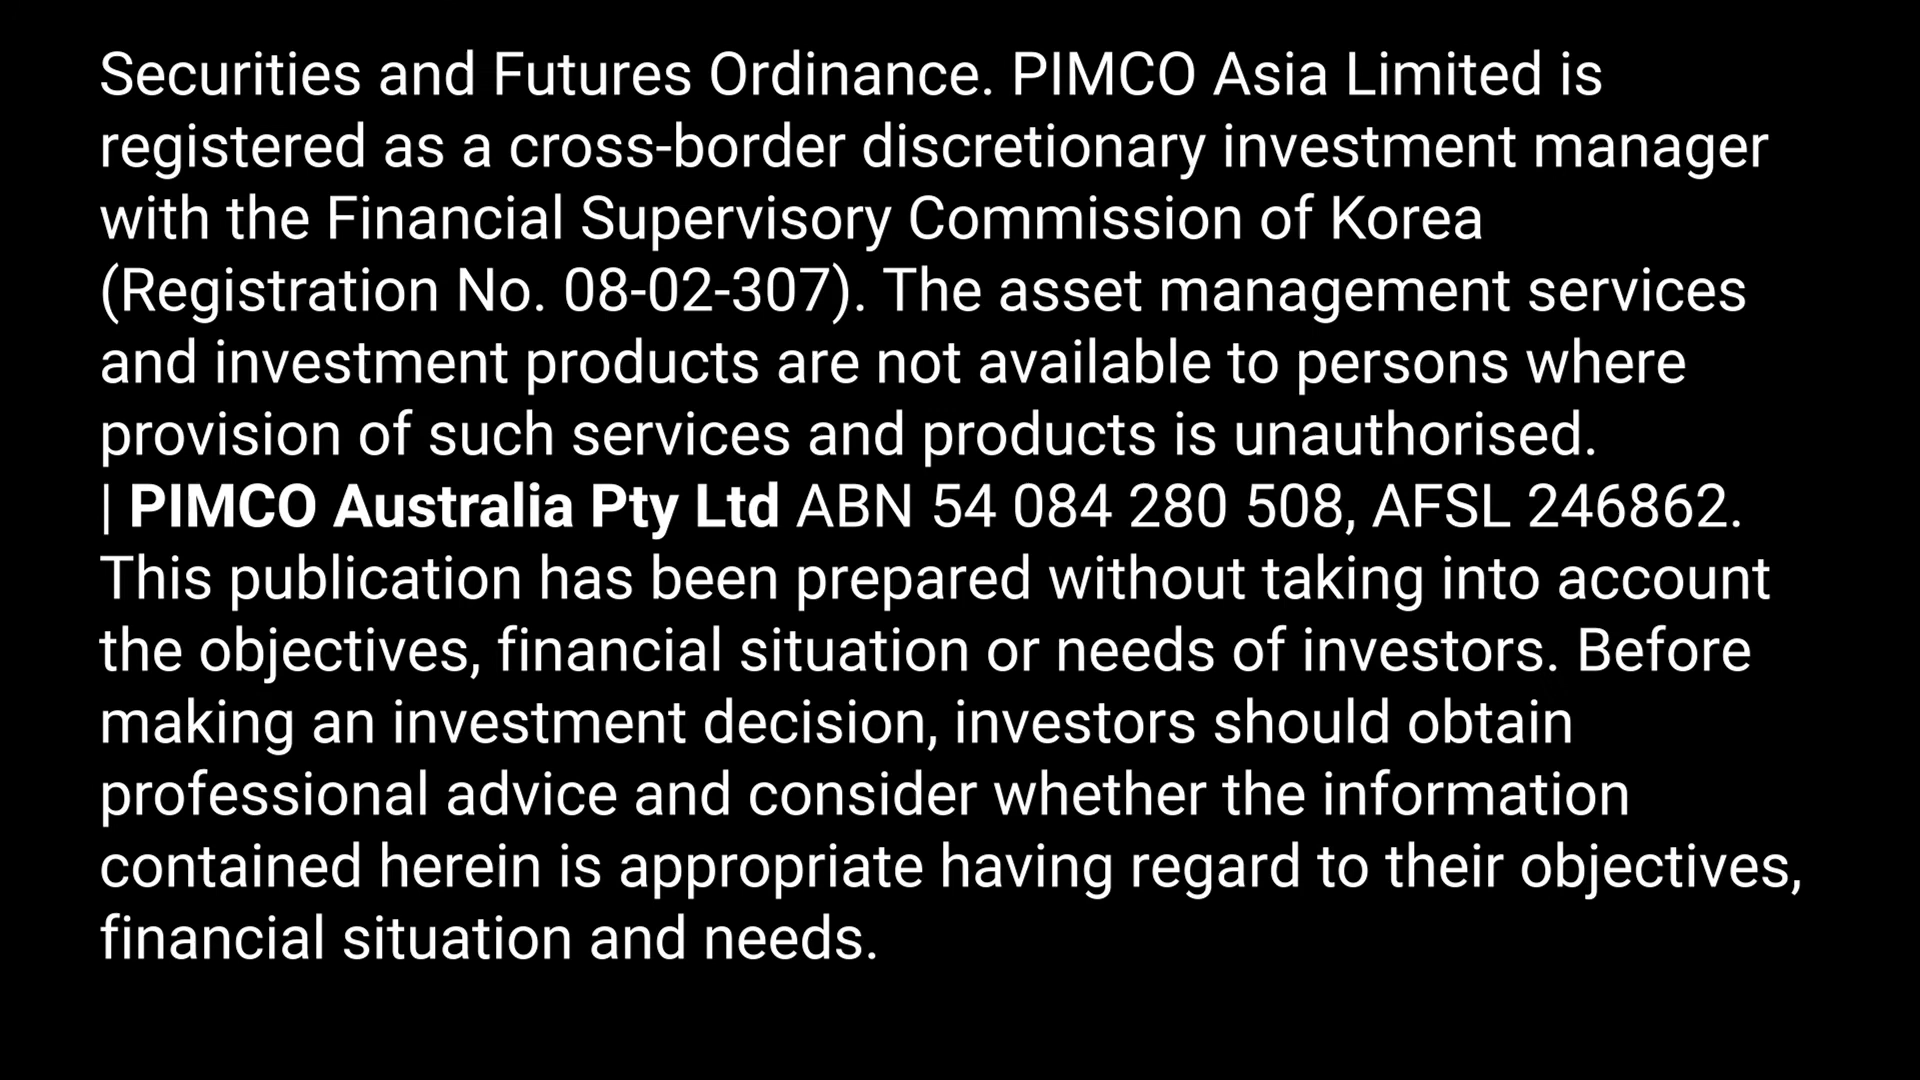 Securities and Futures Ordinance. PIMCO Asia Limited is
registered as a cross-border discretionary investment manager
with the Financial Supervisory Commission of Korea
(Registration No. 08-02-307). The asset management services
and investment products are not available to persons where
provision of such services and products is unauthorised.
| PIMCO Australia Pty Ltd ABN 54 084 280 508, AFSL 246862.
This publication has been prepared without taking into account
the objectives, financial situation or needs of investors. Before
making an investment decision, investors should obtain
professional advice and consider whether the information
contained herein is appropriate having regard to their objectives,
financial situation and needs.